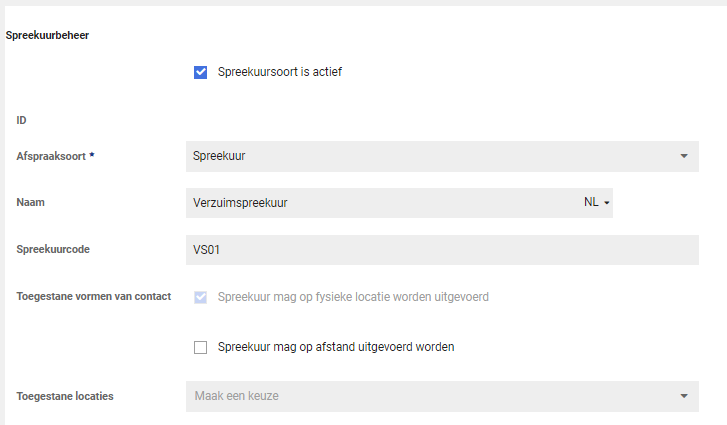 Spreekuurbeheer
Spreekuursoort is actief
ID
Afspraaksoort *
Spreekuur
Naam
Verzuimspreekuur
NL
Spreekuurcode
VS01
Toegestane vormen van contact
Spreekuur mag op fysieke locatie worden uitgevoerd
Spreekuur mag op afstand uitgevoerd worden
Toegestane locaties
Maak een keuze